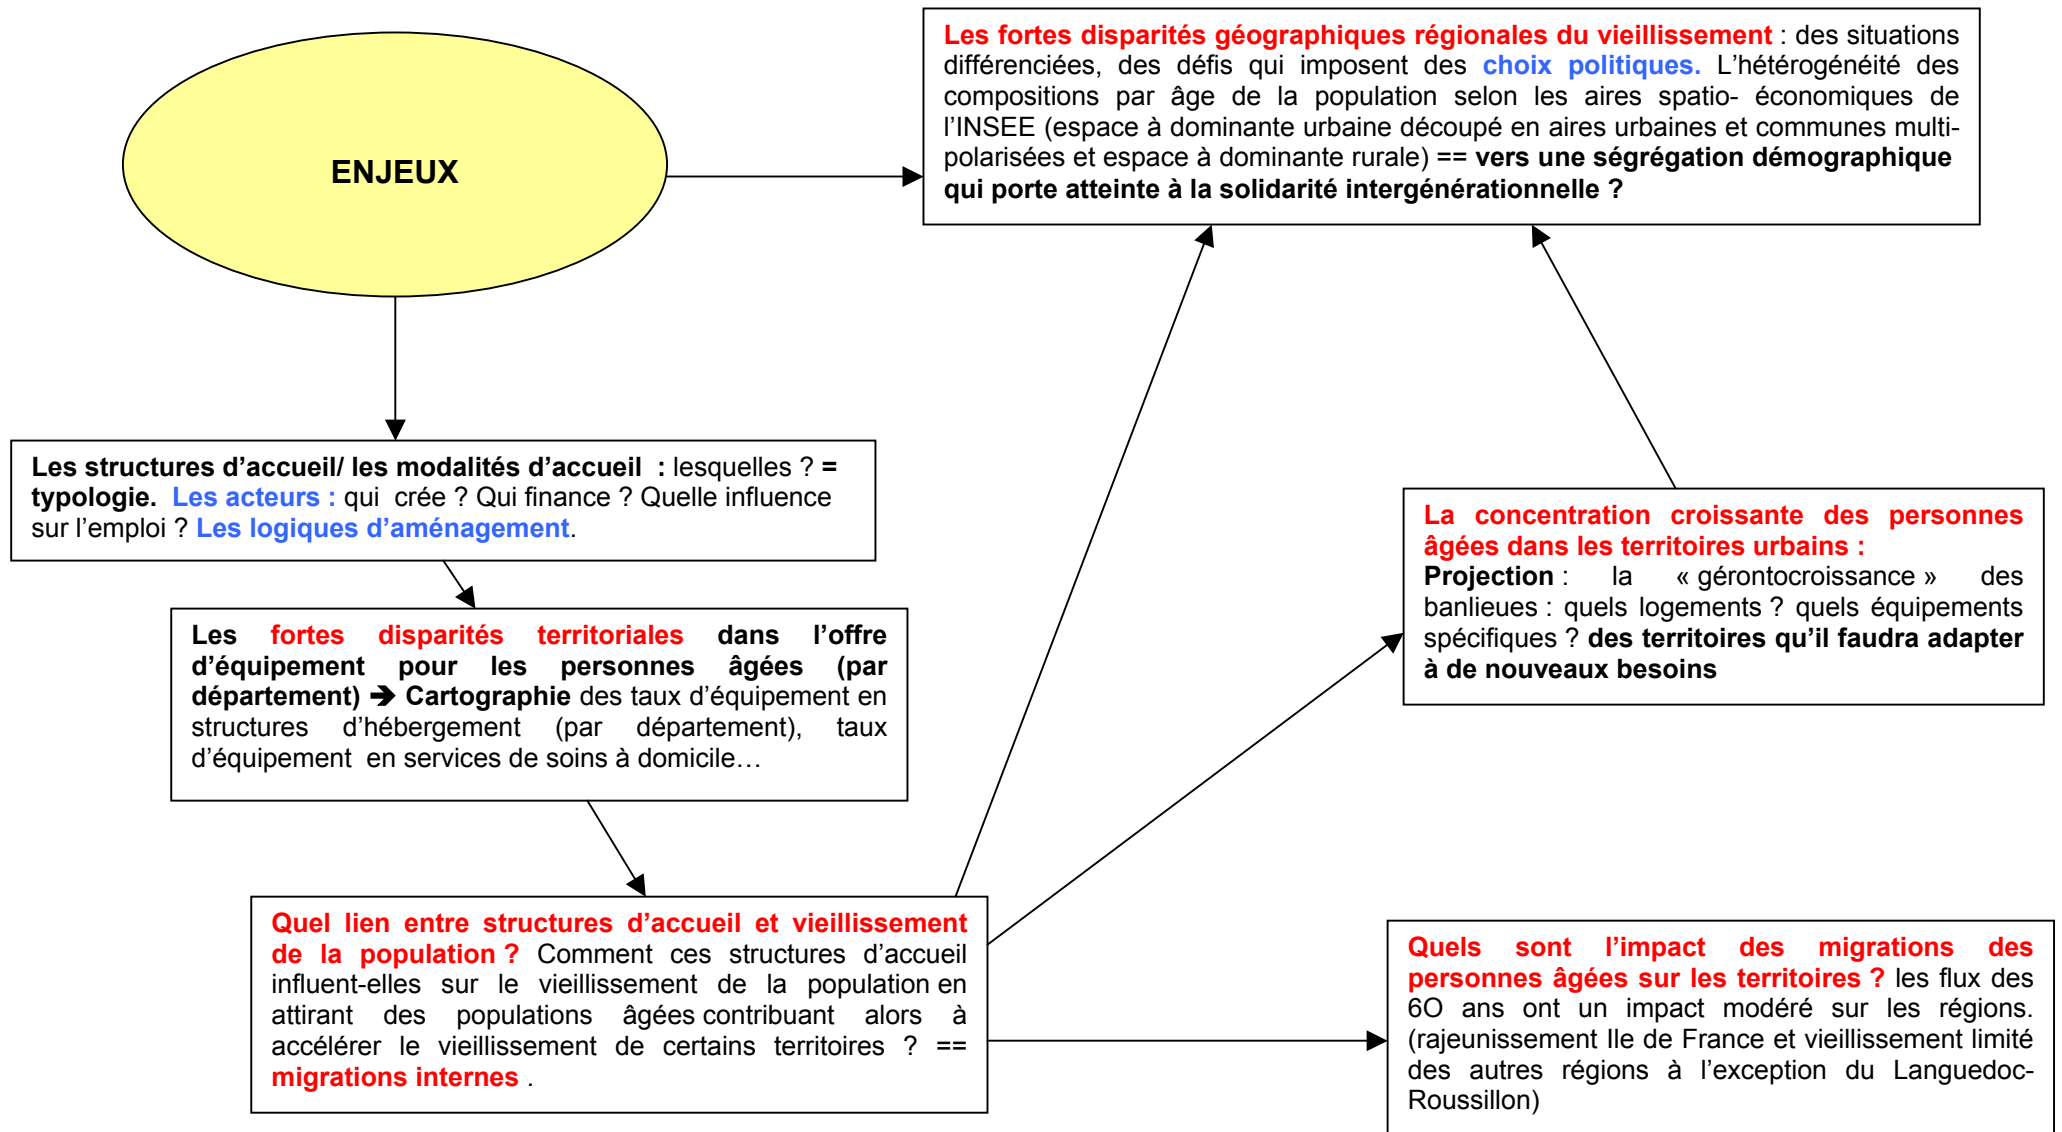 ENJEUX
Les fortes disparités géographiques régionales du vieillissement : des situations
différenciées, des défis qui imposent des choix politiques. L’hétérogénéité des
compositions par âge de la population selon les aires spatio- économiques de
l’INSEE (espace à dominante urbaine découpé en aires urbaines et communes multi-
polarisées et espace à dominante rurale) == vers une ségrégation démographique
qui porte atteinte à la solidarité intergénérationnelle ?
Les structures d’accueil/ les modalités d’accueil : lesquelles ? =
typologie. Les acteurs : qui crée ? Qui finance ? Quelle influence
sur l’emploi ? Les logiques d’aménagement.
Les fortes disparités territoriales dans l’offre
d’équipement pour les personnes âgées (par
département) ➔ Cartographie des taux d’équipement en
structures d’hébergement (par département), taux
d’équipement en services de soins à domicile…
La concentration croissante des personnes
âgées dans les territoires urbains :
Projection : la « gérontocroissance » des
banlieues : quels logements ? quels équipements
spécifiques ? des territoires qu’il faudra adapter
à de nouveaux besoins
Quel lien entre structures d’accueil et vieillissement
de la population ? Comment ces structures d’accueil
influent-elles sur le vieillissement de la population en
attirant des populations âgées contribuant alors à
accélérer le vieillissement de certains territoires ? ==
migrations internes .
Quels sont l’impact des migrations des
personnes âgées sur les territoires ? les flux des
6O ans ont un impact modéré sur les régions.
(rajeunissement Ile de France et vieillissement limité
des autres régions à l’exception du Languedoc-
Roussillon)